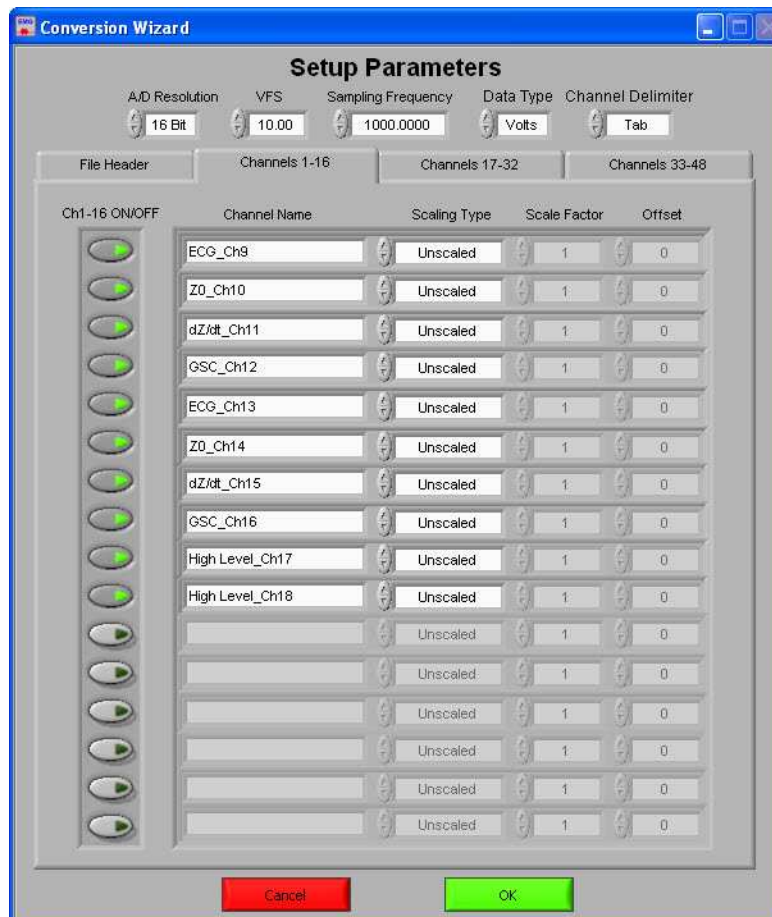 EMG
Conversion Wizard
Setup Parameters
A/D Resolution VFS Sampling Frequency Data Type Channel Delimiter
16 Bit 10.00 1000.0000 Volts Tab
File Header Channels 1-16 Channels 17-32 Channels 33-48
Ch1-16 ON/OFF Channel Name Scaling Type Scale Factor Offset
ECG_Ch9 Unscaled 1 0
Z0_Ch10 Unscaled 1 0
dZ/dt_Ch11 Unscaled 1 0
GSC_Ch12 Unscaled 1 0
ECG_Ch13 Unscaled 1 0
Z0_Ch14 Unscaled 1 0
dZ/dt_Ch15 Unscaled 1 0
GSC_Ch16 Unscaled 1 0
High Level_Ch17 Unscaled 1 0
High Level_Ch18 Unscaled 1 0
Unscaled 1 0
Unscaled 1 0
Unscaled 1 0
Unscaled 1 0
Unscaled 1 0
Unscaled 1 0
Cancel OK